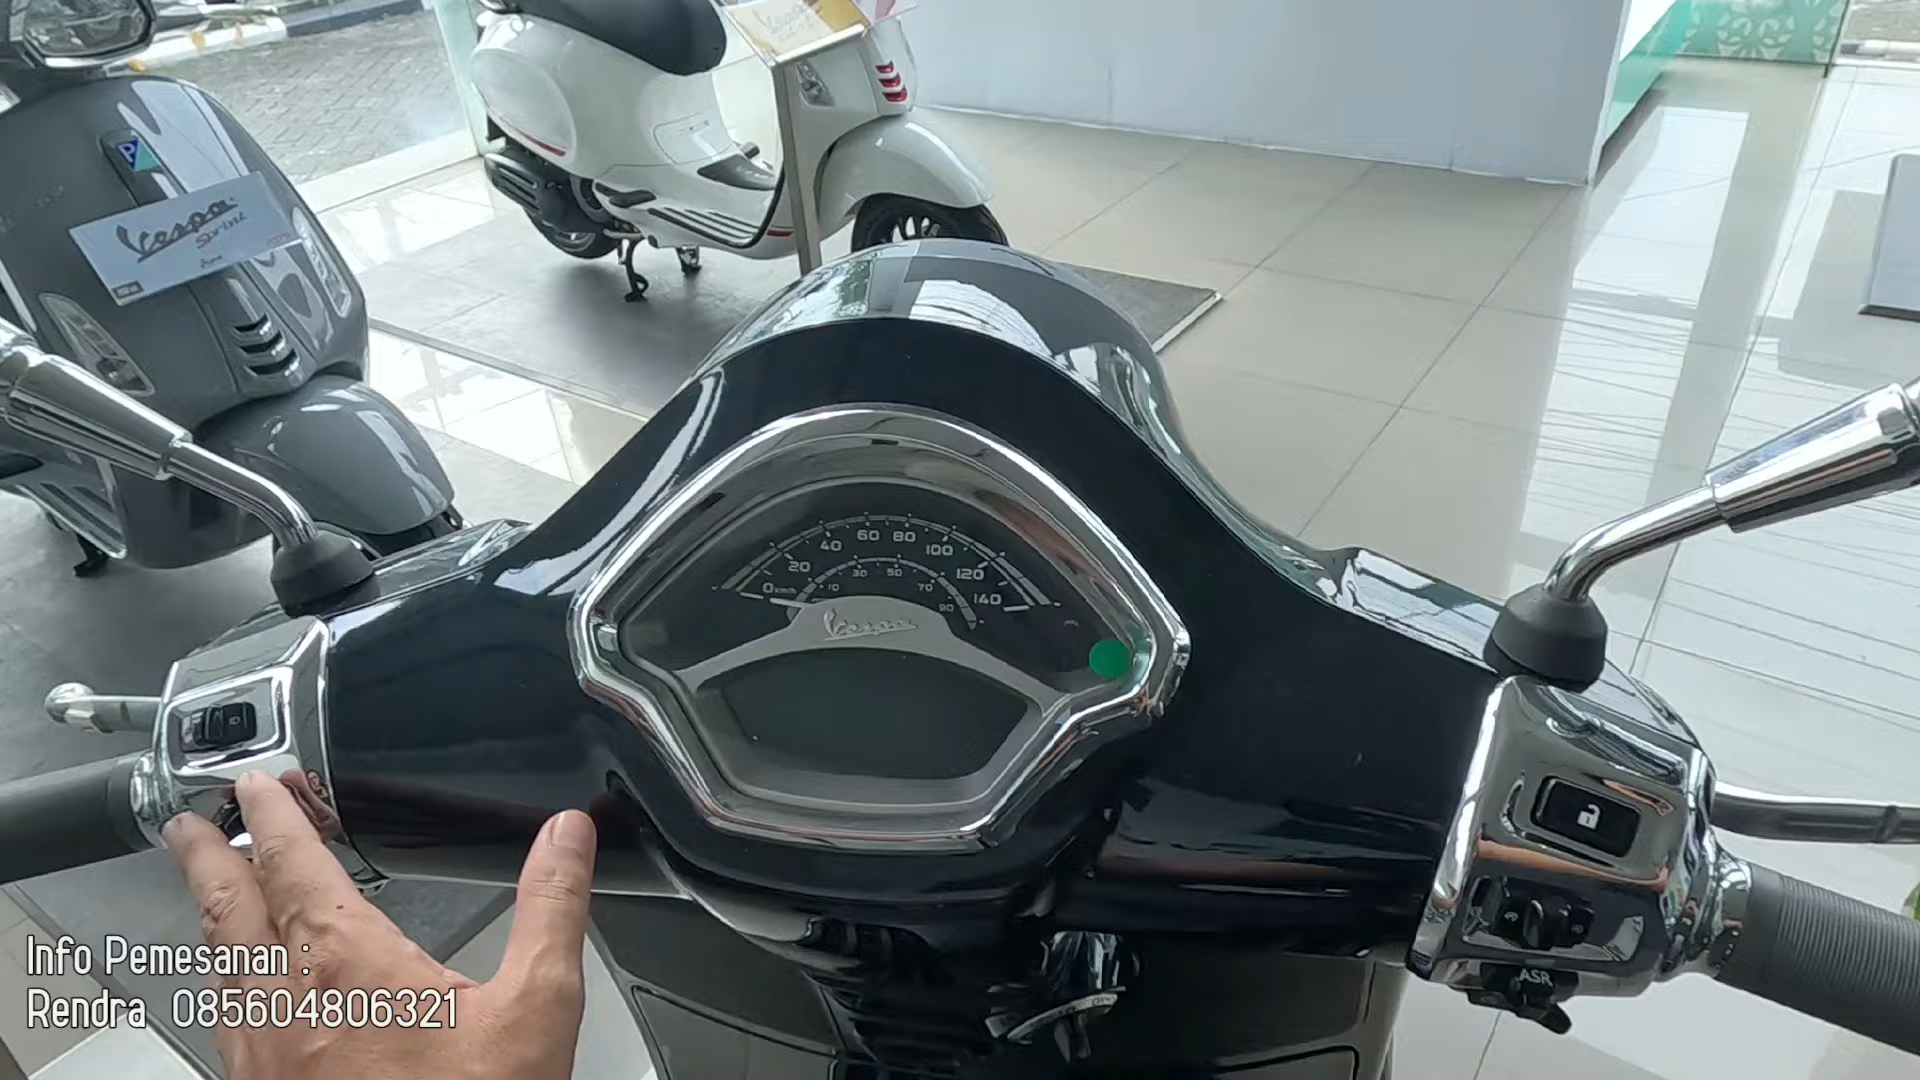 Vespa
Sprint
P
40 60 80 100
20 120
0 km/h 140
30 50
10 70
90
Vespa
ASR
Info Pemesanan :
Rendra 085604806321